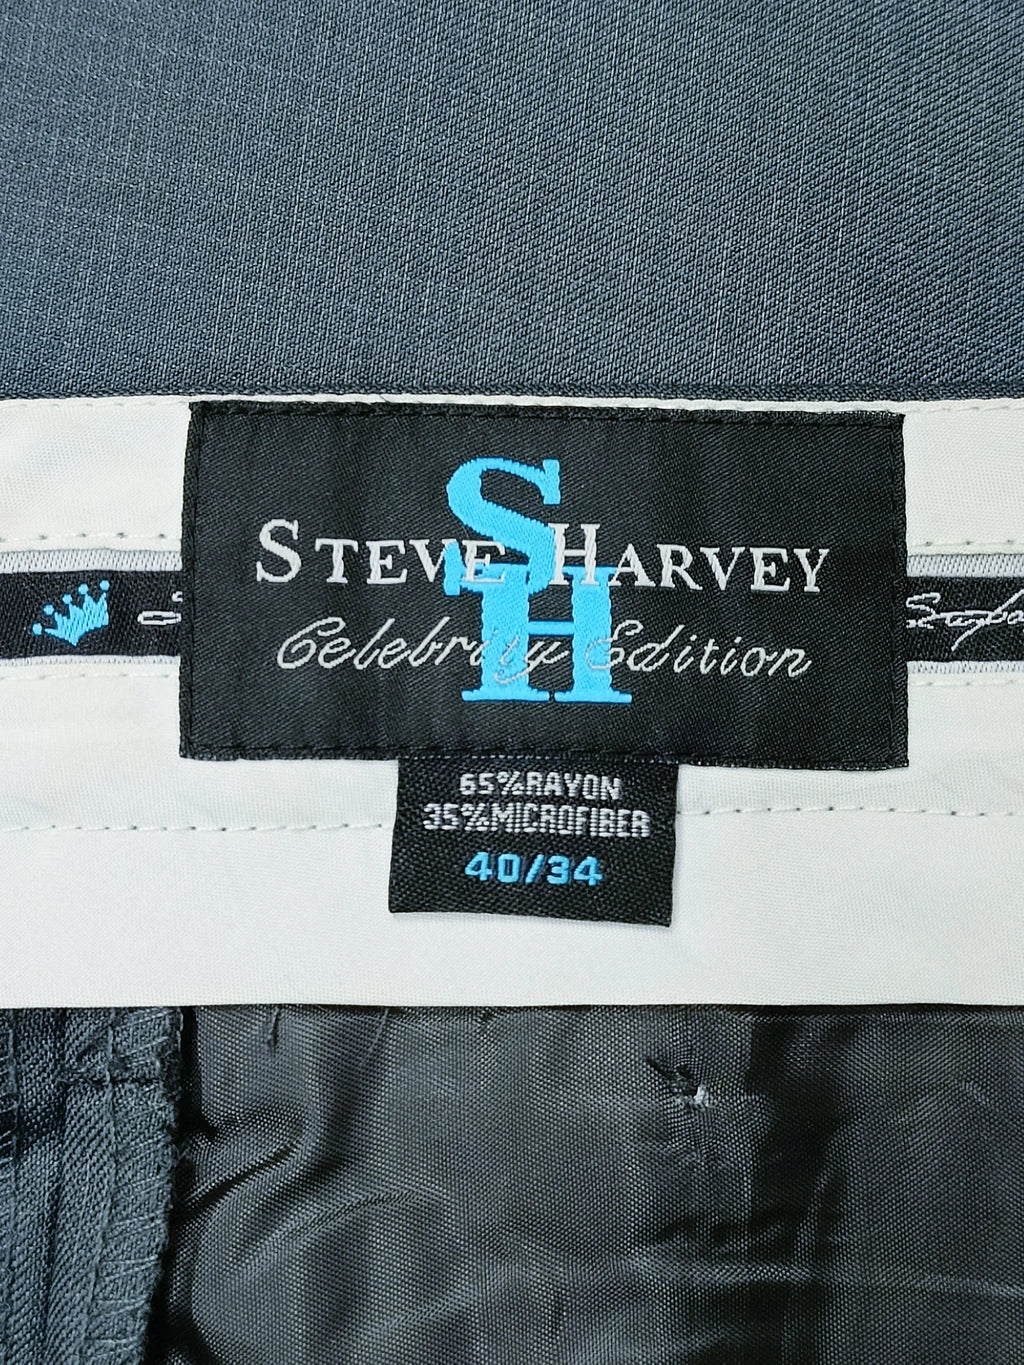 SH
STEVE HARVEY
Celebrity Edition
65%RAYON
35%MICROFIBER
40/34